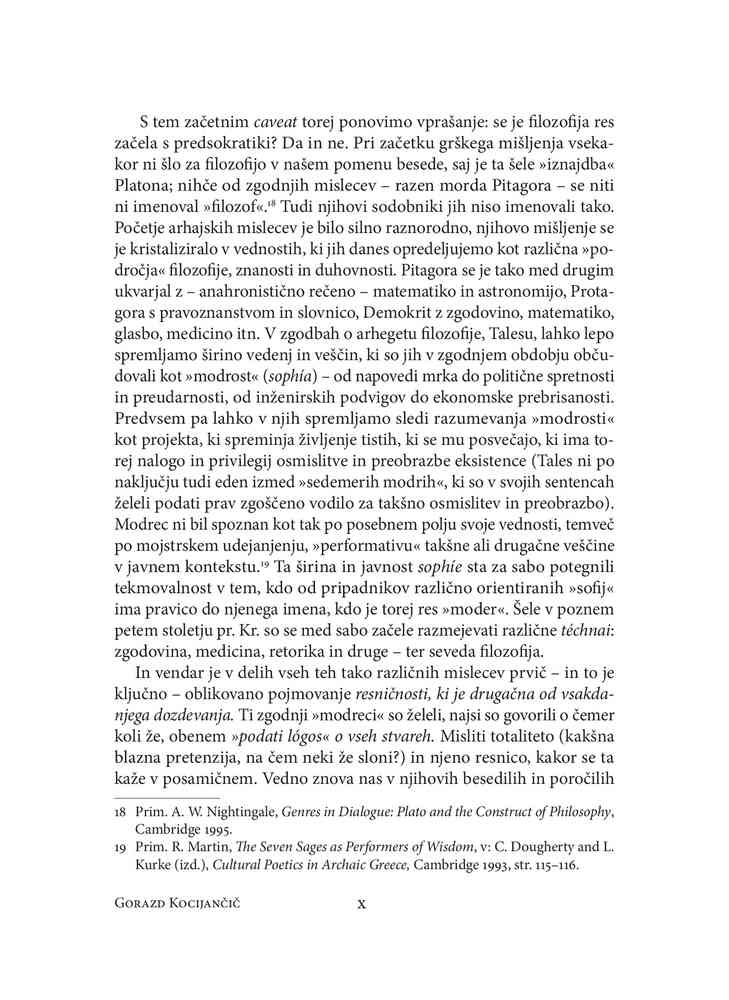 S tem začetnim caveat torej ponovimo vprašanje: se je filozofija res
začela s predsokratiki? Da in ne. Pri začetku grškega mišljenja vseka-
kor ni šlo za filozofijo v našem pomenu besede, saj je ta šele »iznajdba«
Platona; nihče od zgodnjih mislecev – razen morda Pitagora – se niti
ni imenoval »filozof«.18 Tudi njihovi sodobniki jih niso imenovali tako.
Početje arhajskih mislecev je bilo silno raznorodno, njihovo mišljenje se
je kristaliziralo v vednostih, ki jih danes opredeljujemo kot različna »po-
dročja« filozofije, znanosti in duhovnosti. Pitagora se je tako med drugim
ukvarjal z – anahronistično rečeno – matematiko in astronomijo, Prota-
gora s pravoznanstvom in slovnico, Demokrit z zgodovino, matematiko,
glasbo, medicino itn. V zgodbah o arhegetu filozofije, Talesu, lahko lepo
spremljamo širino vedenj in veščin, ki so jih v zgodnjem obdobju obču-
dovali kot »modrost« (sophía) – od napovedi mrka do politične spretnosti
in preudarnosti, od inženirskih podvigov do ekonomske prebrisanosti.
Predvsem pa lahko v njih spremljamo sledi razumevanja »modrosti«
kot projekta, ki spreminja življenje tistih, ki se mu posvečajo, ki ima to-
rej nalogo in privilegij osmislitve in preobrazbe eksistence (Tales ni po
naključju tudi eden izmed »sedemerih modrih«, ki so v svojih sentencah
želeli podati prav zgoščeno vodilo za takšno osmislitev in preobrazbo).
Modrec ni bil spoznan kot tak po posebnem polju svoje vednosti, temveč
po mojstrskem udejanjenju, »performativu« takšne ali drugačne veščine
v javnem kontekstu.19 Ta širina in javnost sophíe sta za sabo potegnili
tekmovalnost v tem, kdo od pripadnikov različno orientiranih »sofij«
ima pravico do njenega imena, kdo je torej res »moder«. Šele v poznem
petem stoletju pr. Kr. so se med sabo začele razmejevati različne téchnai:
zgodovina, medicina, retorika in druge – ter seveda filozofija.
In vendar je v delih vseh teh tako različnih mislecev prvič – in to je
ključno – oblikovano pojmovanje resničnosti, ki je drugačna od vsakda-
njega dozdevanja. Ti zgodnji »modreci« so želeli, najsi so govorili o čemer
koli že, obenem »podati lógos« o vseh stvareh. Misliti totaliteto (kakšna
blazna pretenzija, na čem neki že sloni?) in njeno resnico, kakor se ta
kaže v posamičnem. Vedno znova nas v njihovih besedilih in poročilih
18 Prim. A. W. Nightingale, Genres in Dialogue: Plato and the Construct of Philosophy,
Cambridge 1995.
19 Prim. R. Martin, The Seven Sages as Performers of Wisdom, v: C. Dougherty and L.
Kurke (izd.), Cultural Poetics in Archaic Greece, Cambridge 1993, str. 115–116.
Gorazd Kocijančič x